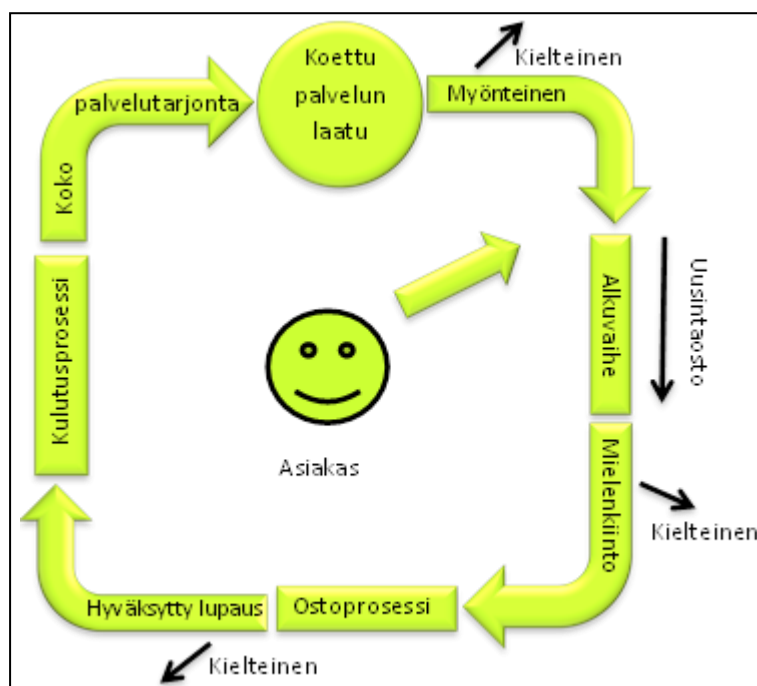 Koettu
palvelun
laatu
Kielteinen
Myönteinen
Alkuvaihe
Uusintaosto
Mielenkiinto
Kielteinen
Ostoprosessi
Hyväksytty lupaus
Kielteinen
Kulutusprosessi
Koko
palvelutarjonta
Asiakas